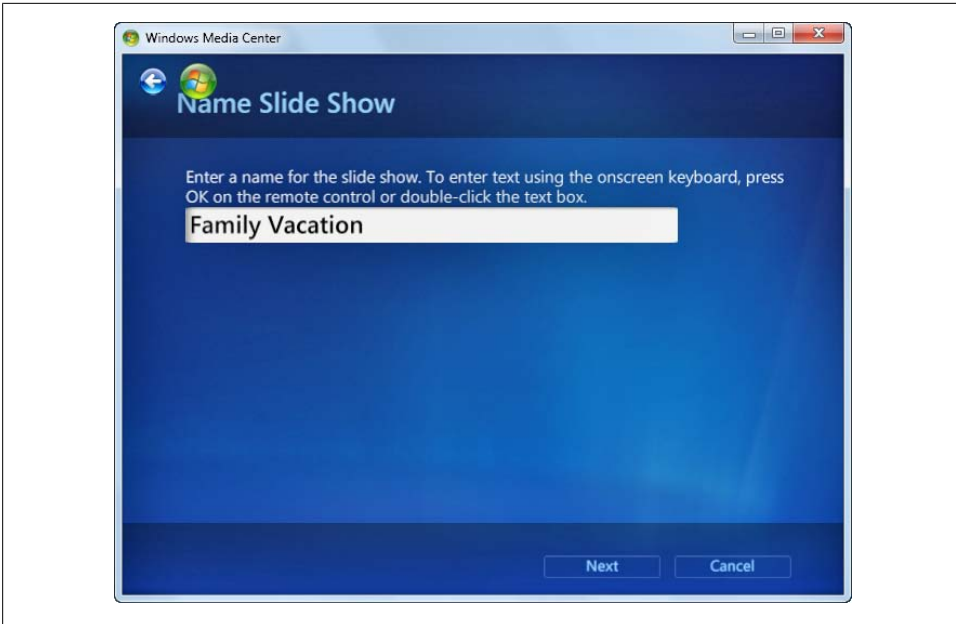 Windows Media Center
Name Slide Show
Enter a name for the slide show. To enter text using the onscreen keyboard, press
OK on the remote control or double-click the text box.
Family Vacation
Next Cancel